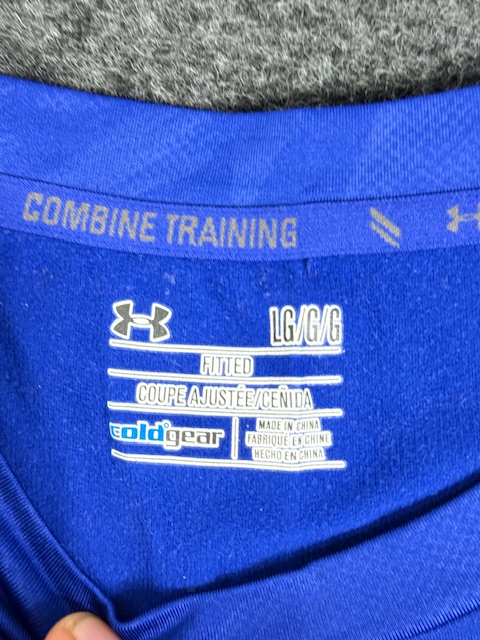 COMBINE TRAINING
LG/G/G
FITTED
COUPE AJUSTÉE/CEÑIDA
coldgear
MADE IN CHINA
FABRIQUÉ EN CHINE
HECHO EN CHINA